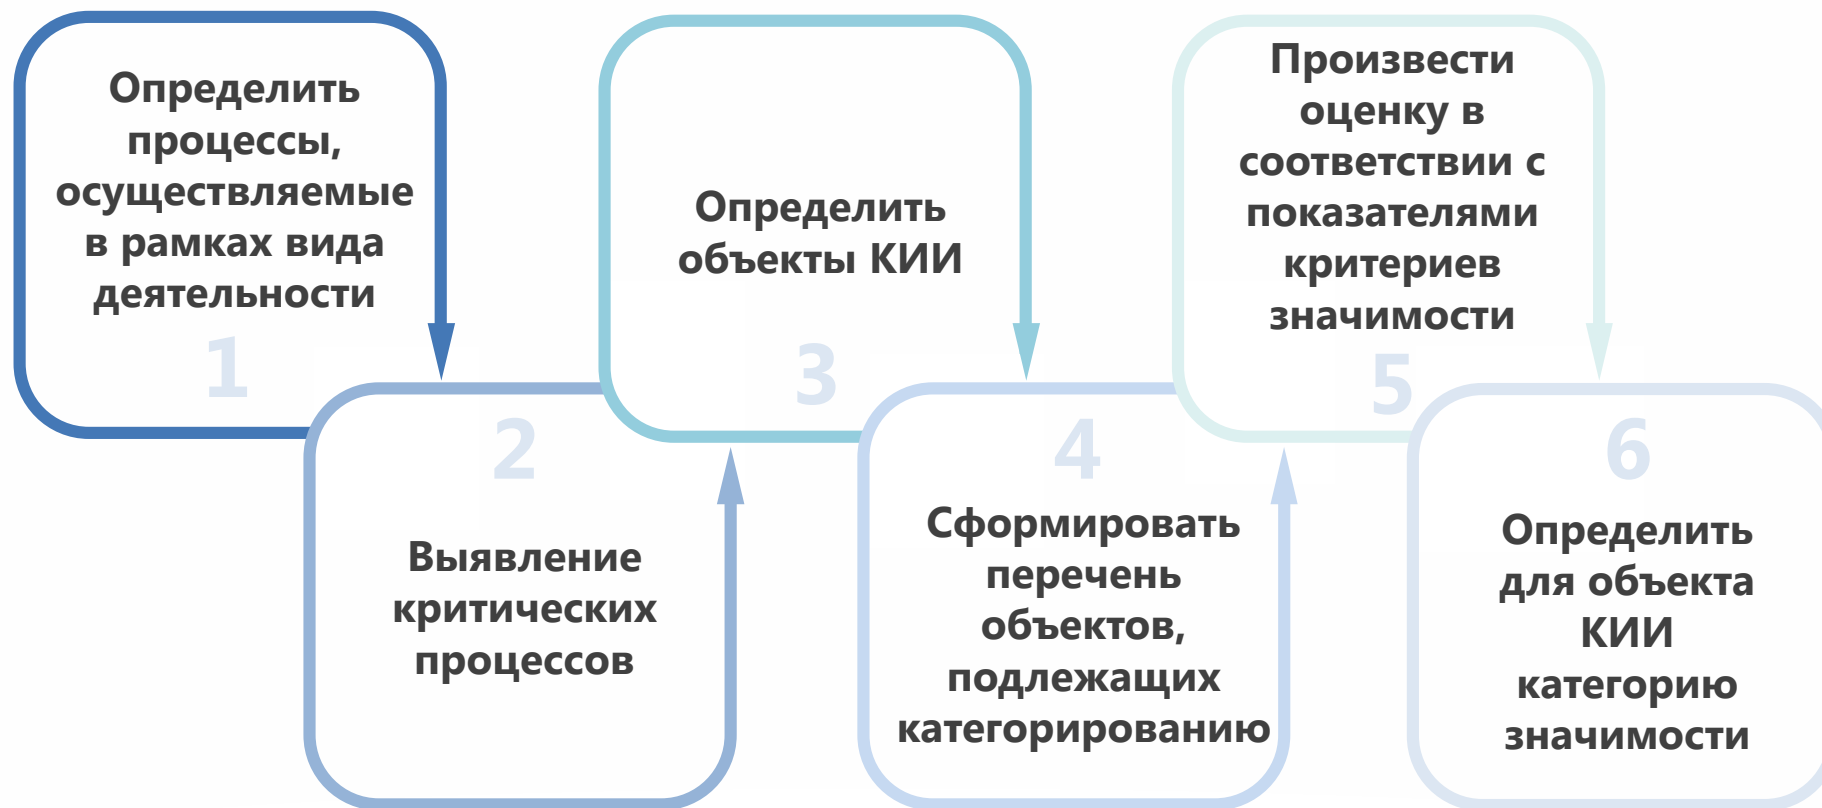 Определить
процессы,
осуществляемые
в рамках вида
деятельности
1
2
Выявление
критических
процессов
Определить
объекты КИИ
3
4
Сформировать
перечень
объектов,
подлежащих
категорированию
Произвести
оценку в
соответствии с
показателями
критериев
значимости
5
6
Определить
для объекта
КИИ
категорию
значимости